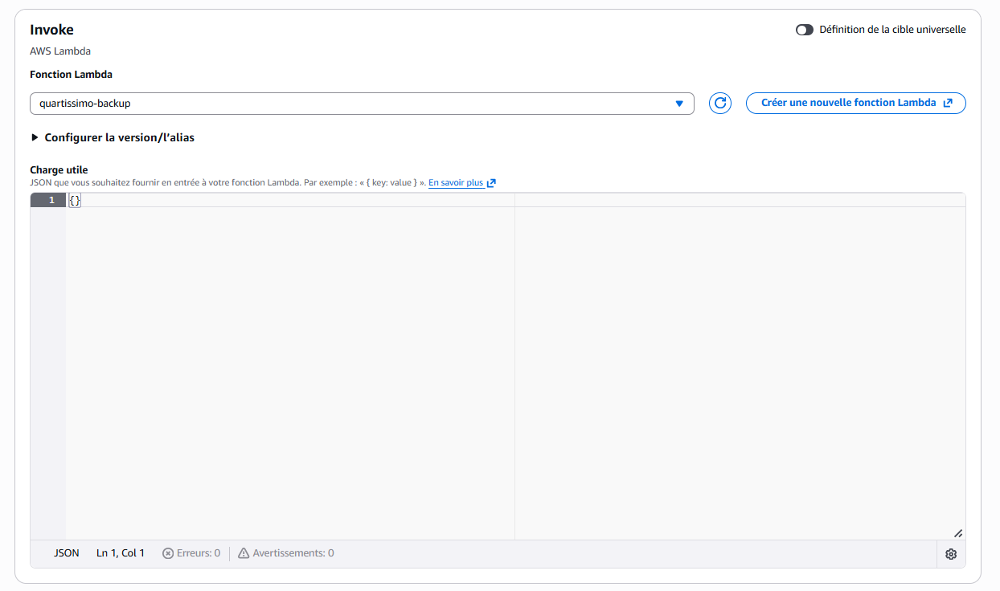 Invoke
Définition de la cible universelle
AWS Lambda
Fonction Lambda
quartissimo-backup
Créer une nouvelle fonction Lambda
Configurer la version/l'alias
Charge utile
JSON que vous souhaitez fournir en entrée à votre fonction Lambda. Par exemple : « { key: value } ». En savoir plus
1 {}
JSON Ln 1, Col 1 Erreurs: 0 Avertissements: 0